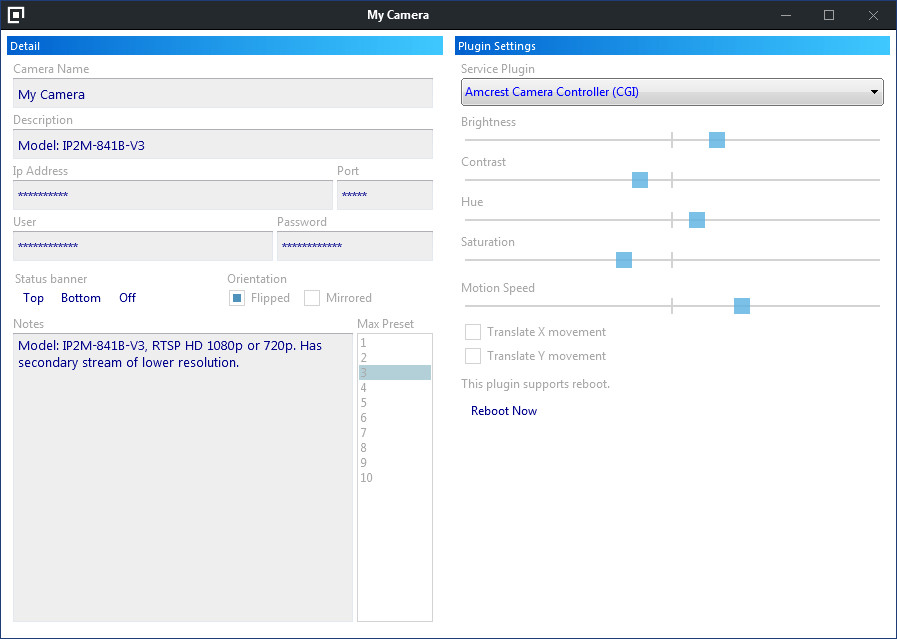 My Camera
Detail
Camera Name
My Camera
Description
Model: IP2M-841B-V3
Ip Address
Port
**********
*****
User
Password
************
************
Status banner
Top Bottom Off
Orientation
Flipped Mirrored
Notes
Model: IP2M-841B-V3, RTSP HD 1080p or 720p. Has
secondary stream of lower resolution.
Max Preset
1
2
3
4
5
6
7
8
9
10
Plugin Settings
Service Plugin
Amcrest Camera Controller (CGI)
Brightness
Contrast
Hue
Saturation
Motion Speed
Translate X movement
Translate Y movement
This plugin supports reboot.
Reboot Now